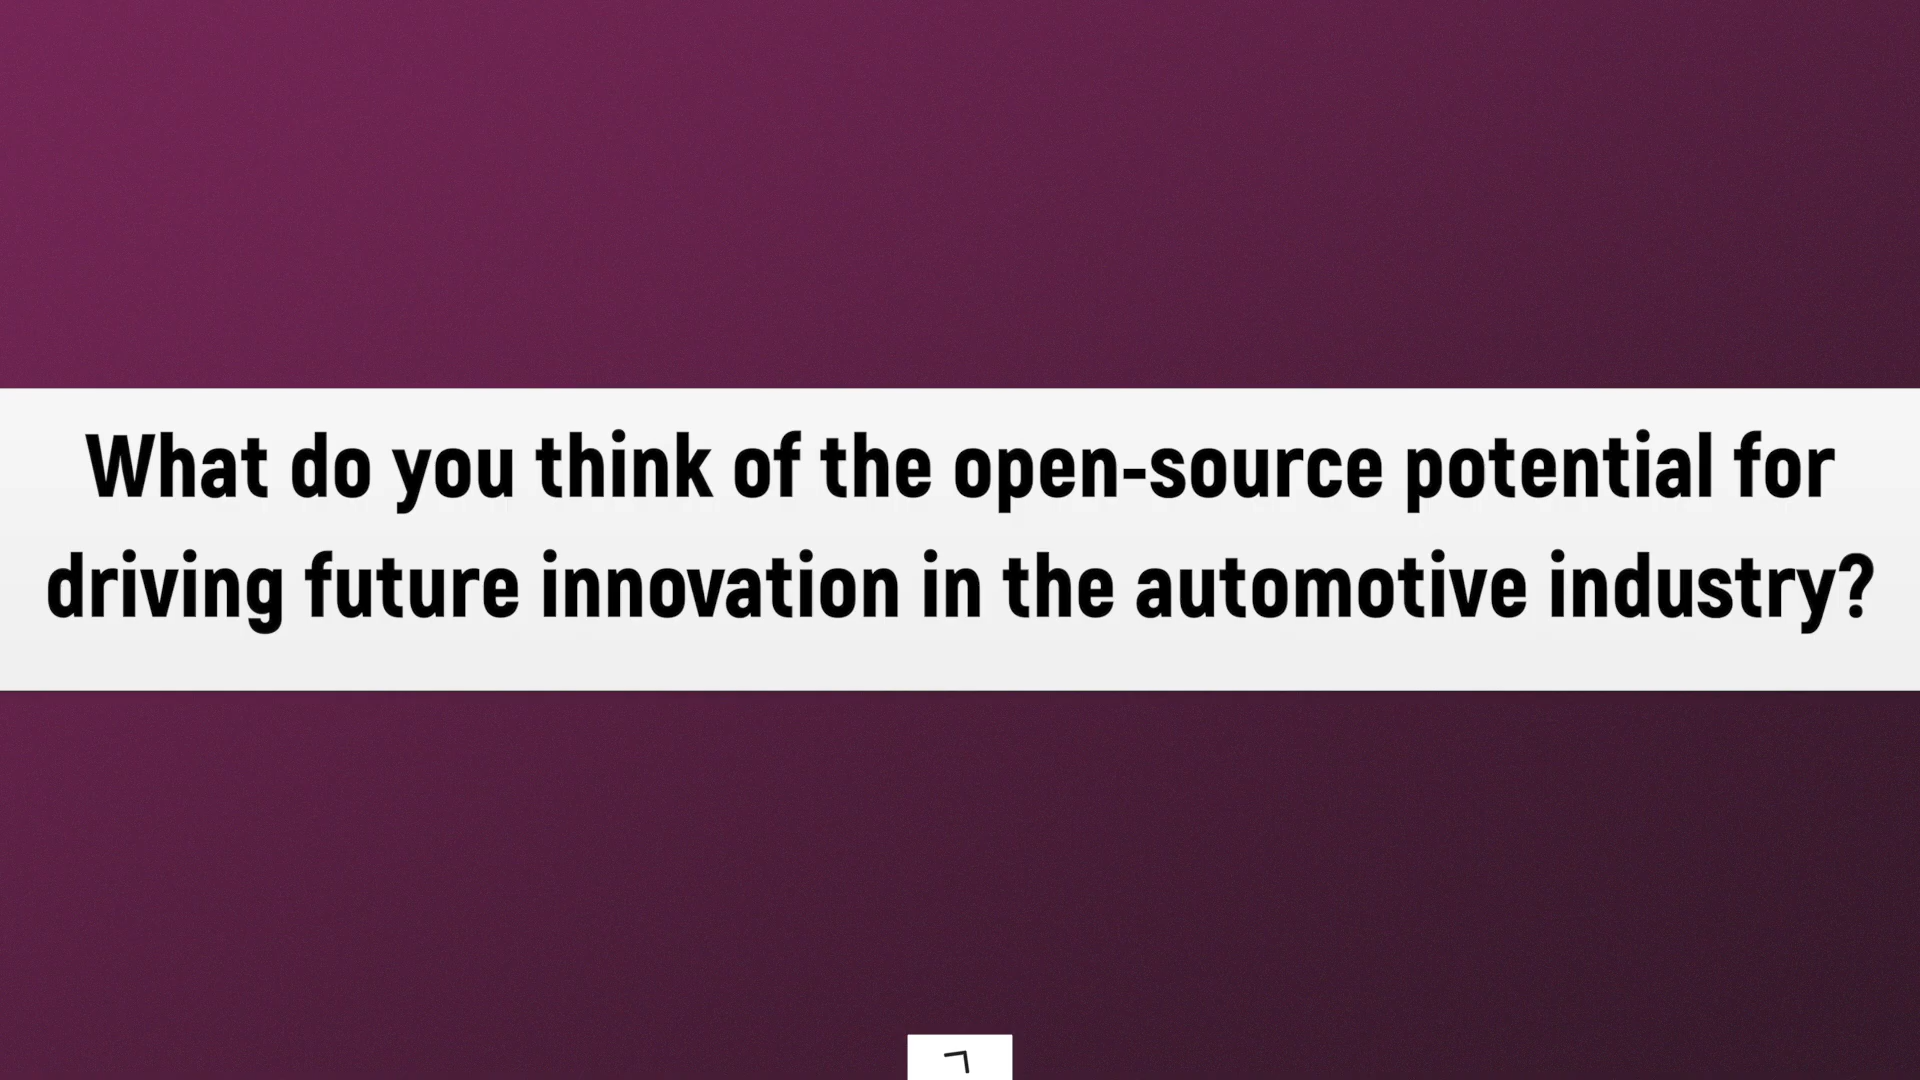 What do you think of the open-source potential for
driving future innovation in the automotive industry?